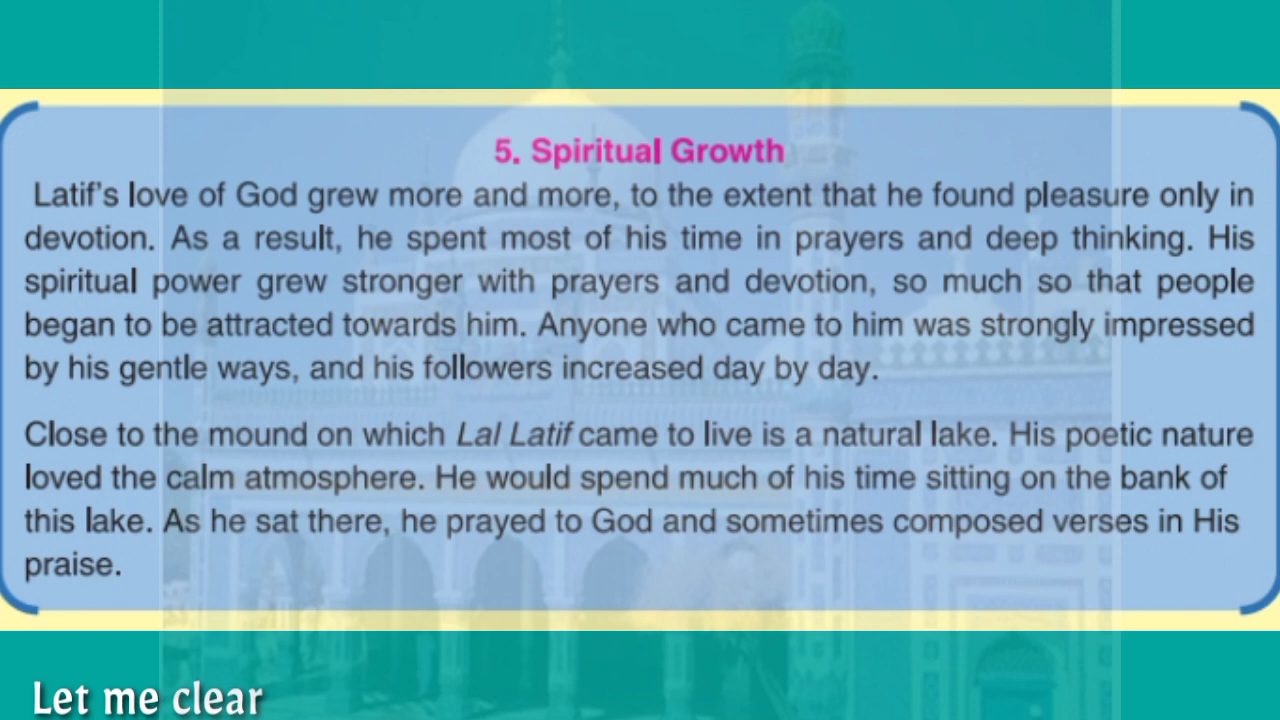 5. Spiritual Growth
Latif's love of God grew more and more, to the extent that he found pleasure only in
devotion. As a result, he spent most of his time in prayers and deep thinking. His
spiritual power grew stronger with prayers and devotion, so much so that people
began to be attracted towards him. Anyone who came to him was strongly impressed
by his gentle ways, and his followers increased day by day.
Close to the mound on which Lal Latif came to live is a natural lake. His poetic nature
loved the calm atmosphere. He would spend much of his time sitting on the bank of
this lake. As he sat there, he prayed to God and sometimes composed verses in His
praise.
Let me clear